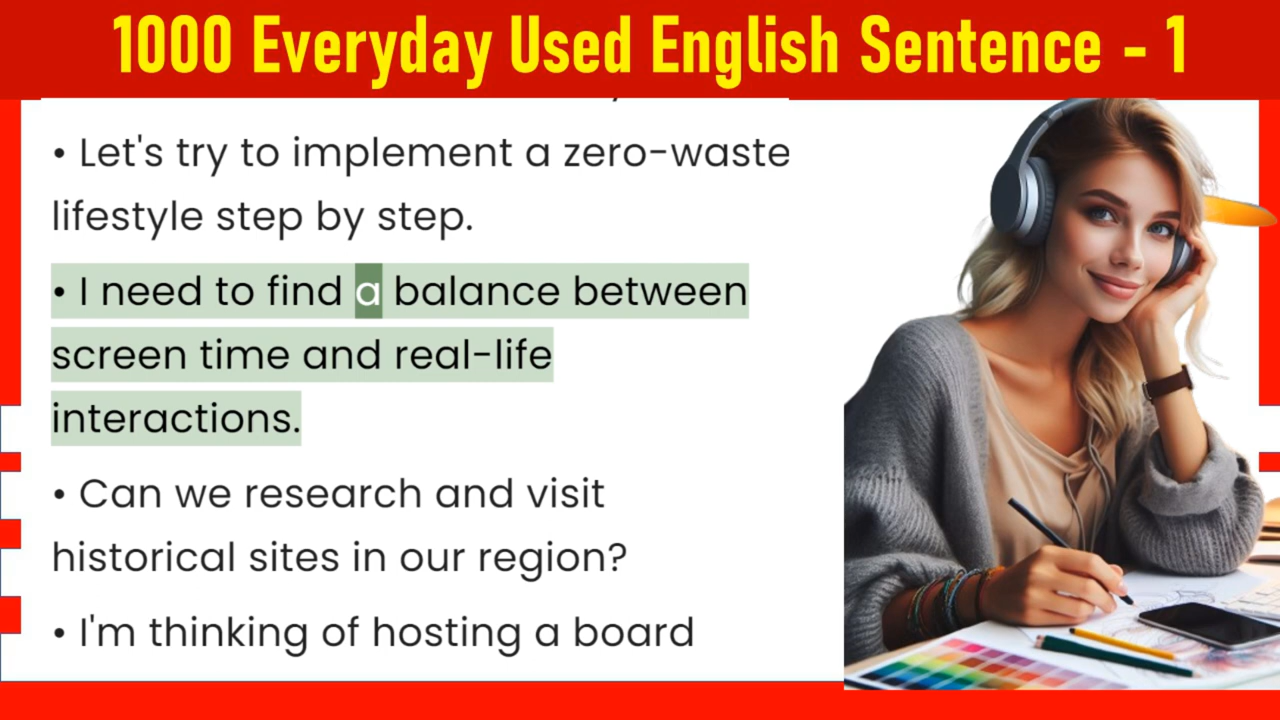 1000 Everyday Used English Sentence - 1
• Let's try to implement a zero-waste
lifestyle step by step.
• I need to find a balance between
screen time and real-life
interactions.
• Can we research and visit
historical sites in our region?
• I'm thinking of hosting a board